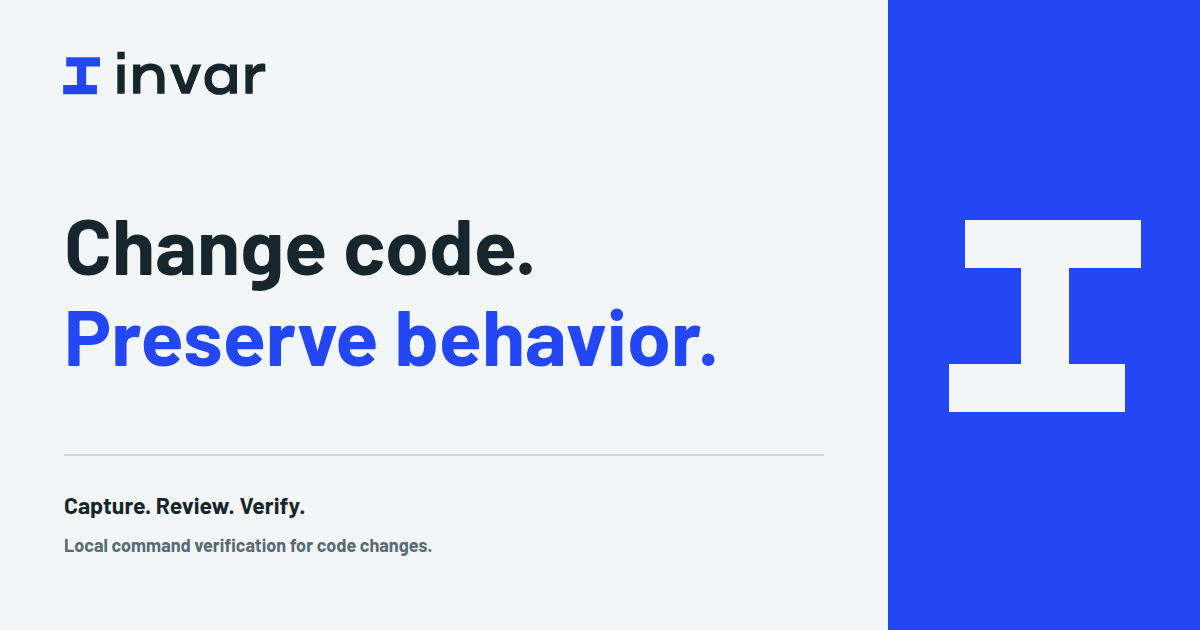 invar
Change code.
Preserve behavior.
Capture. Review. Verify.
Local command verification for code changes.